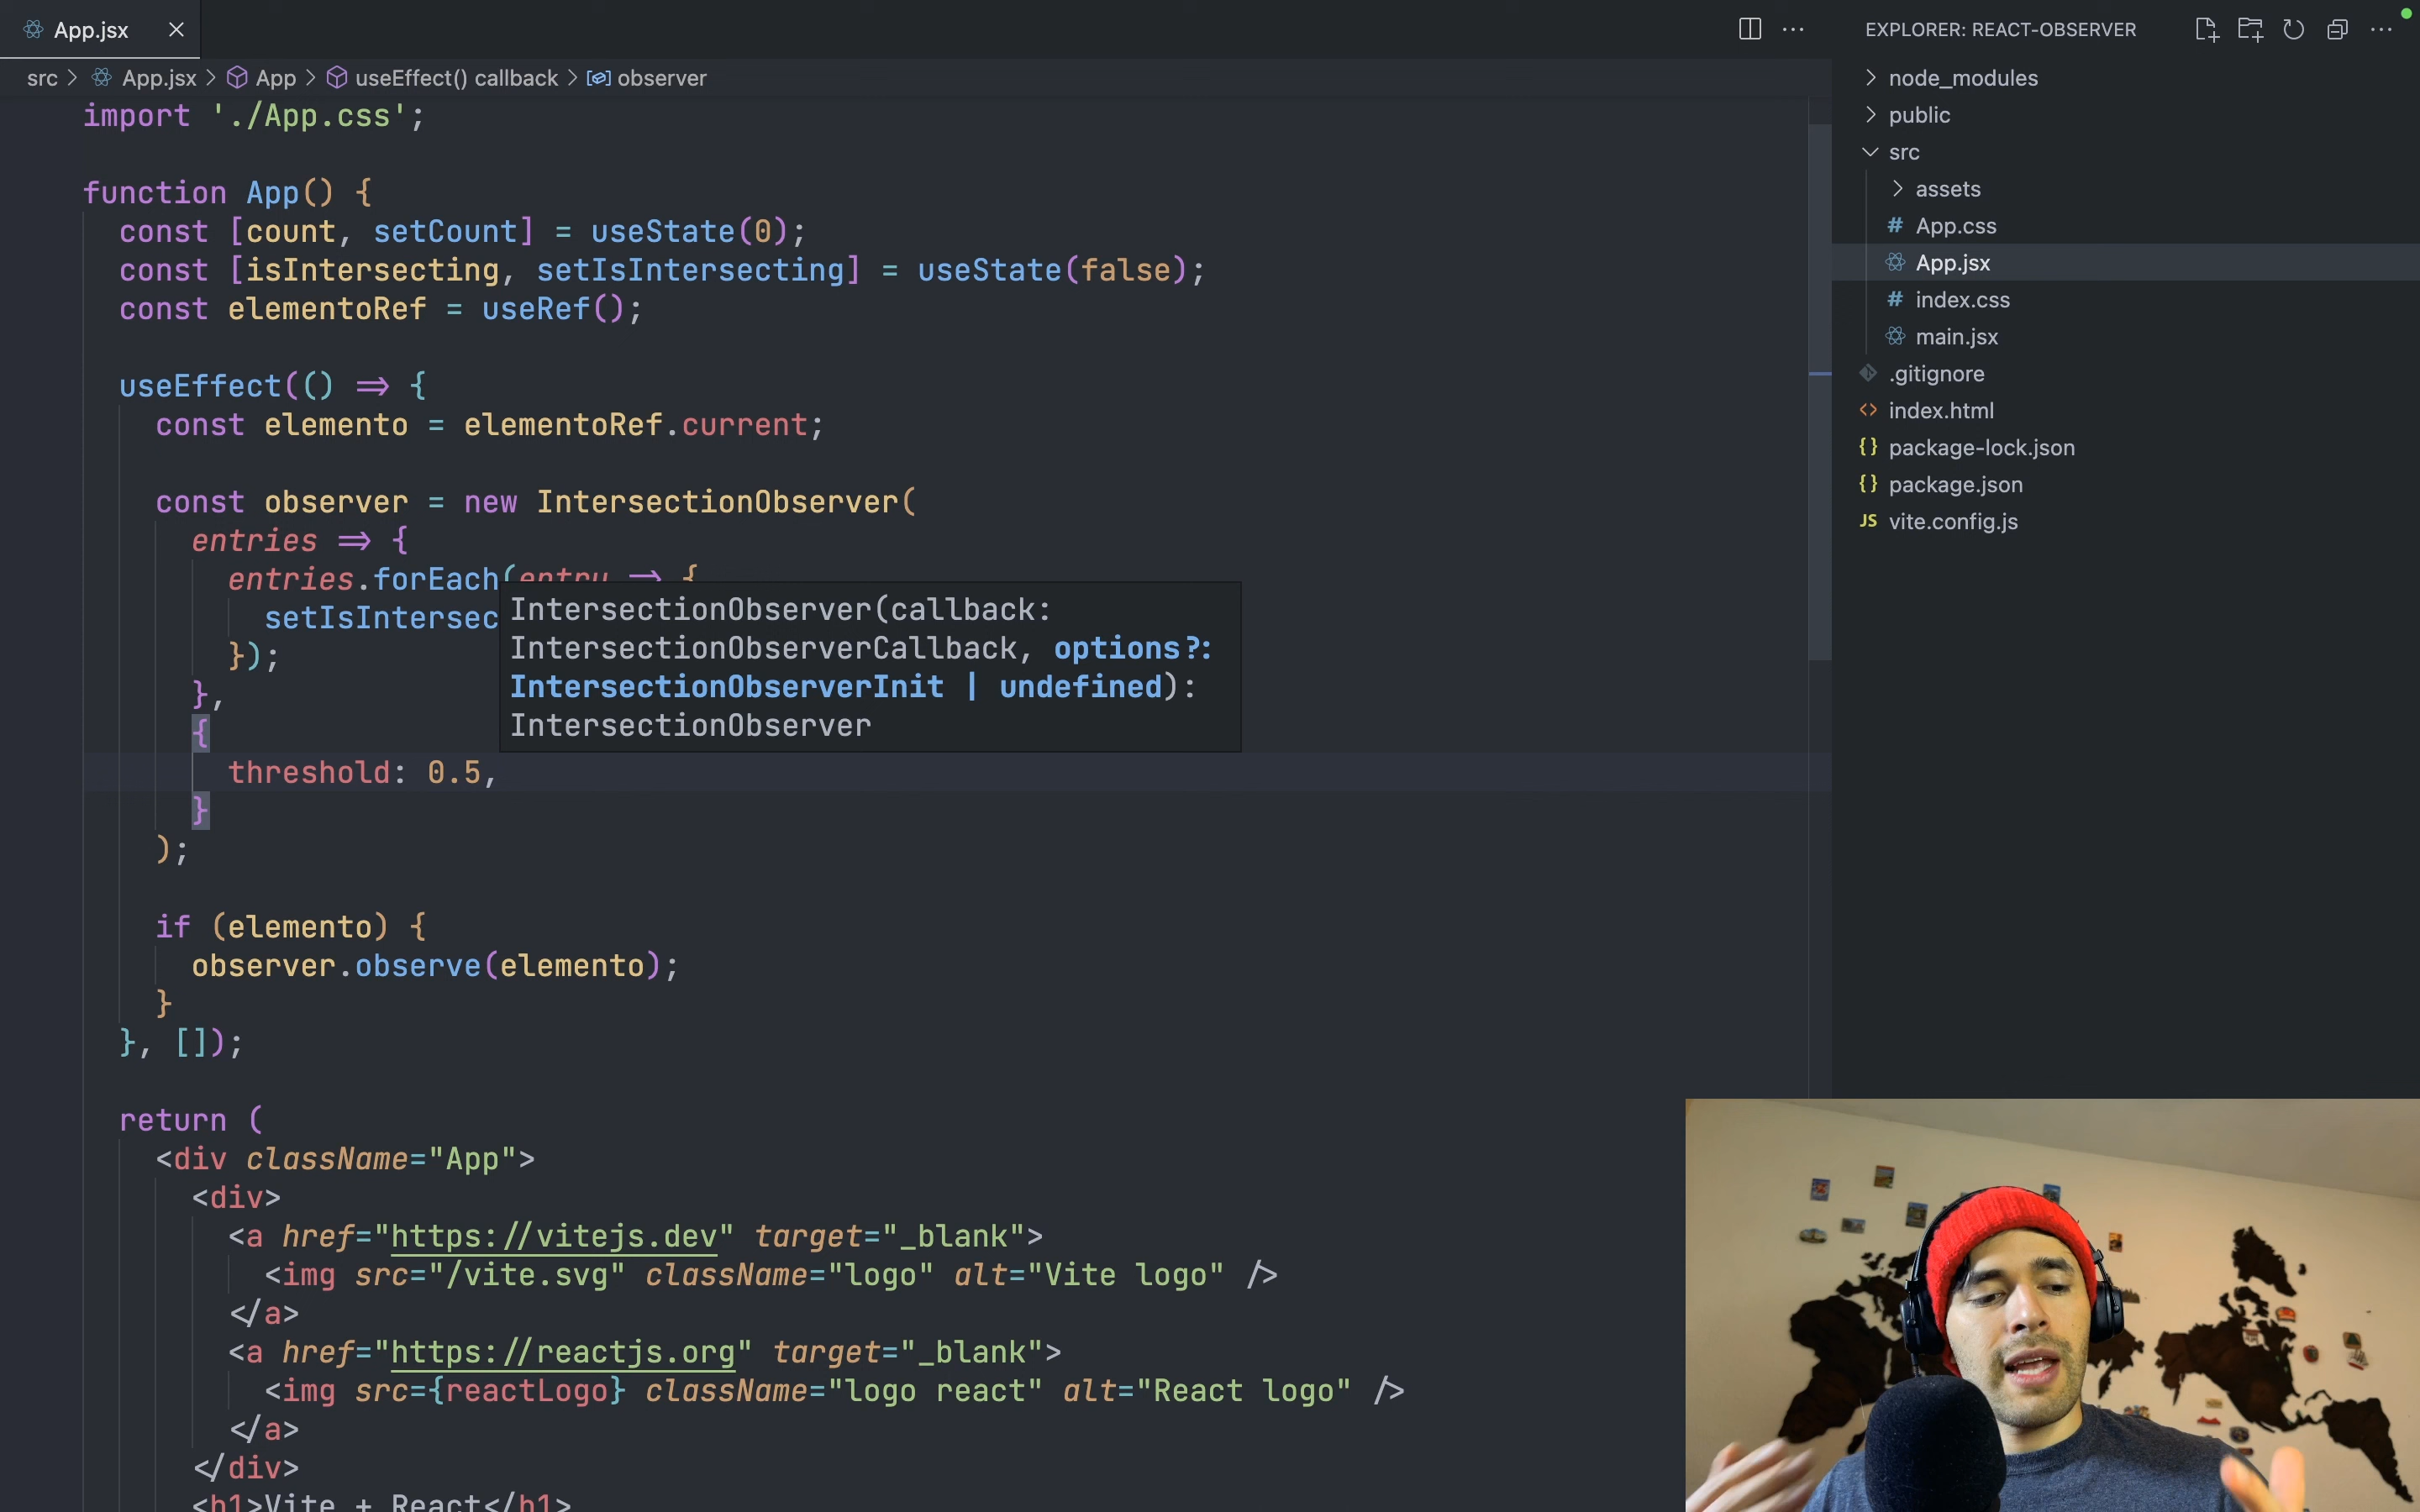 App.jsx
EXPLORER: REACT-OBSERVER
src > App.jsx > App > useEffect() callback > observer
import './App.css';
function App() {
const [count, setCount] = useState(0);
const [isIntersecting, setIsIntersecting] = useState(false);
const elementoRef = useRef();
useEffect(() => {
const elemento = elementoRef.current;
const observer = new IntersectionObserver(
entries => {
entries.forEach(entry => {
setIsIntersec
});
},
{
threshold: 0.5,
}
);
IntersectionObserver(callback:
IntersectionObserverCallback, options?:
IntersectionObserverInit | undefined):
IntersectionObserver
if (elemento) {
observer.observe(elemento);
}
}, []);
return (
<div className="App">
<div>
<a href="https://vitejs.dev" target="_blank">
<img src="/vite.svg" className="logo" alt="Vite logo" />
</a>
<a href="https://reactjs.org" target="_blank">
<img src={reactLogo} className="logo react" alt="React logo" />
</a>
</div>
<h1>Vite + React</h1>
node_modules
public
src
assets
# App.css
App.jsx
# index.css
main.jsx
.gitignore
<> index.html
{} package-lock.json
{} package.json
JS vite.config.js